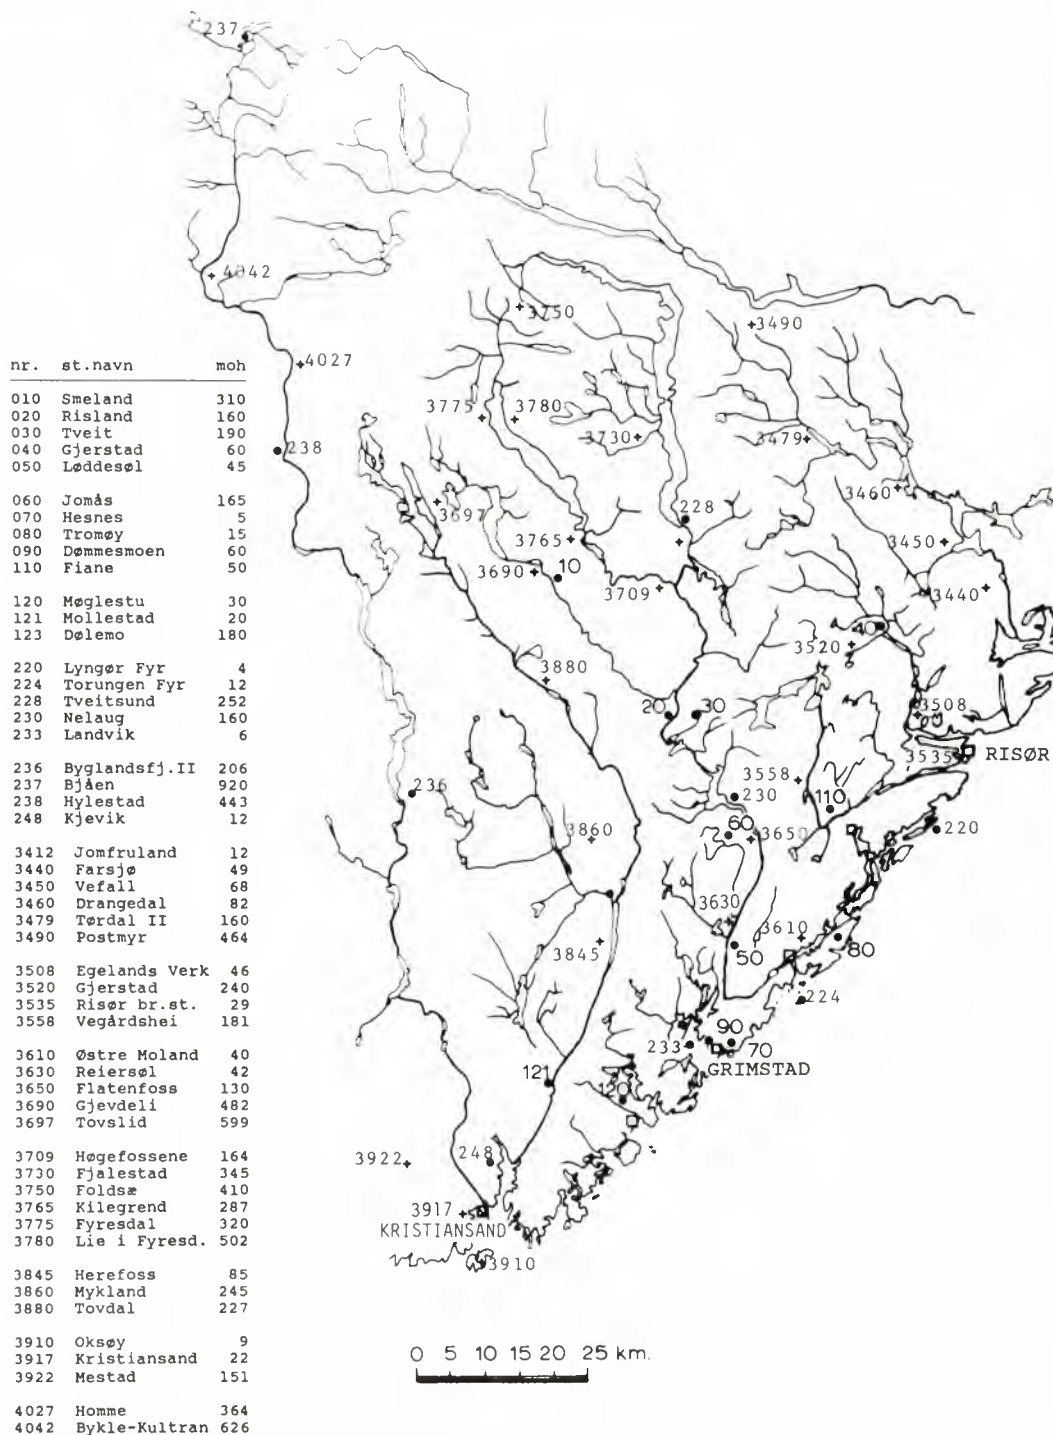 nr. st.navn moh
010 Smeland 310
020 Risland 160
030 Tveit 190
040 Gjerstad 60
050 Løddesøl 45
060 Jomås 165
070 Hesnes 5
080 Tromøy 15
090 Dømmesmoen 60
110 Fiane 50
120 Møglestu 30
121 Mollestad 20
123 Dølemo 180
220 Lyngør Fyr 4
224 Torungen Fyr 12
228 Tveitsund 252
230 Nelaug 160
233 Landvik 6
236 Byglandsfj.II 206
237 Bjåen 920
238 Hylestad 443
248 Kjevik 12
3412 Jomfruland 12
3440 Farsjø 49
3450 Vefall 68
3460 Drangedal 82
3479 Tørdal II 160
3490 Postmyr 464
3508 Egelands Verk 46
3520 Gjerstad 240
3535 Risør br.st. 29
3558 Vegårdshei 181
3610 Østre Moland 40
3630 Reiersøl 42
3650 Flatenfoss 130
3690 Gjevdeli 482
3697 Tovslid 599
3709 Høgefossene 164
3730 Fjalestad 345
3750 Foldsæ 410
3765 Kilegrend 287
3775 Fyresdal 320
3780 Lie i Fyresd. 502
3845 Herefoss 85
3860 Mykland 245
3880 Tovdal 227
3910 Oksøy 9
3917 Kristiansand 22
3922 Mestad 151
4027 Homme 364
4042 Bykle-Kultran 626
237
4042
3750
3490
4027
3775
3780
3730
3479
238
3460
3697
228
3765
3450
3690
10
3709
3440
40
3520
3880
20
30
3508
3535
RISØR
3558
236
230
110
60
3650
220
3860
3630
3610
50
80
3845
224
90
233
70
GRIMSTAD
121
120
3922
248
3917
KRISTIANSAND
3910
0 5 10 15 20 25 km.